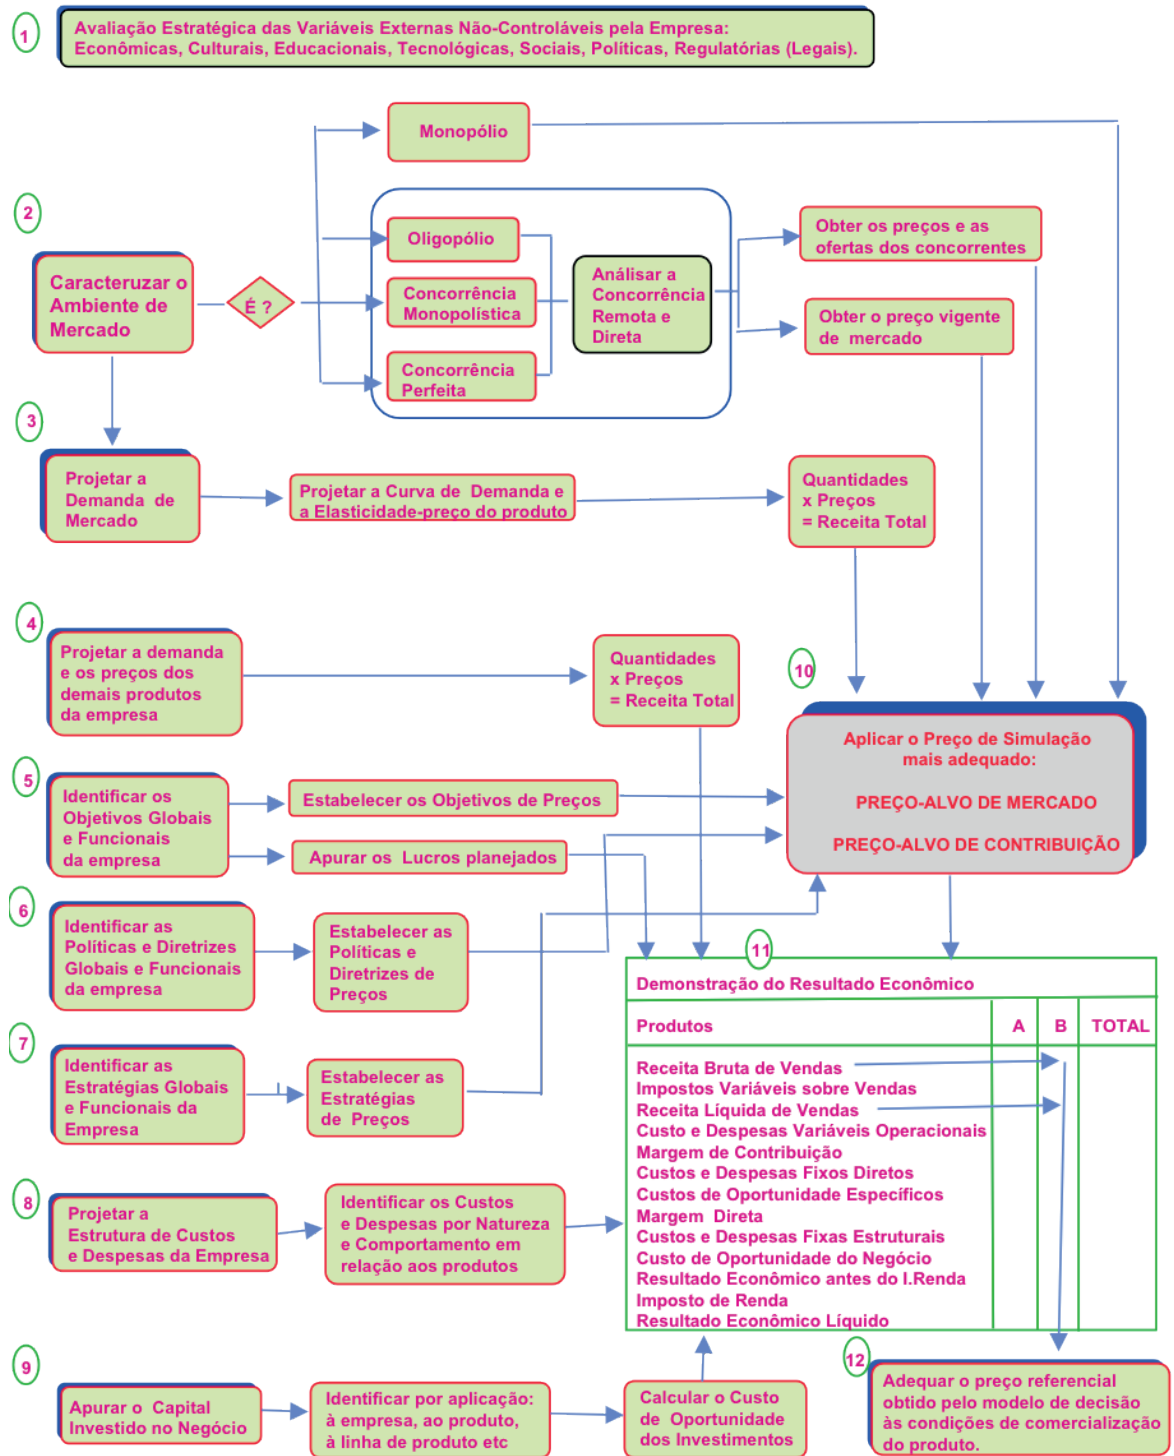 1
Avaliação Estratégica das Variáveis Externas Não-Controláveis pela Empresa:
Econômicas, Culturais, Educacionais, Tecnológicas, Sociais, Políticas, Regulatórias (Legais).
Monopólio
2
Caracteruzar o
Ambiente de
Mercado
É ?
Oligopólio
Concorrência
Monopolística
Concorrência
Perfeita
Análisar a
Concorrência
Remota e
Direta
Obter os preços e as
ofertas dos concorrentes
Obter o preço vigente
de mercado
3
Projetar a
Demanda de
Mercado
Projetar a Curva de Demanda e
a Elasticidade-preço do produto
Quantidades
x Preços
= Receita Total
4
Projetar a demanda
e os preços dos
demais produtos
da empresa
Quantidades
x Preços
= Receita Total
10
Aplicar o Preço de Simulação
mais adequado:
PREÇO-ALVO DE MERCADO
PREÇO-ALVO DE CONTRIBUIÇÃO
5
Identificar os
Objetivos Globais
e Funcionais
da empresa
Estabelecer os Objetivos de Preços
Apurar os Lucros planejados
6
Identificar as
Políticas e Diretrizes
Globais e Funcionais
da empresa
Estabelecer as
Políticas e
Diretrizes de
Preços
7
Identificar as
Estratégias Globais
e Funcionais da
Empresa
Estabelecer as
Estratégias
de Preços
11
Demonstração do Resultado Econômico
Produtos A B TOTAL
Receita Bruta de Vendas
Impostos Variáveis sobre Vendas
Receita Líquida de Vendas
Custo e Despesas Variáveis Operacionais
Margem de Contribuição
Custos e Despesas Fixos Diretos
Custos de Oportunidade Específicos
Margem Direta
Custos e Despesas Fixas Estruturais
Custo de Oportunidade do Negócio
Resultado Econômico antes do I.Renda
Imposto de Renda
Resultado Econômico Líquido
8
Projetar a
Estrutura de Custos
e Despesas da Empresa
Identificar os Custos
e Despesas por Natureza
e Comportamento em
relação aos produtos
9
Apurar o Capital
Investido no Negócio
Identificar por aplicação:
à empresa, ao produto,
à linha de produto etc
Calcular o Custo
de Oportunidade
dos Investimentos
12
Adequar o preço referencial
obtido pelo modelo de decisão
às condições de comercialização
do produto.